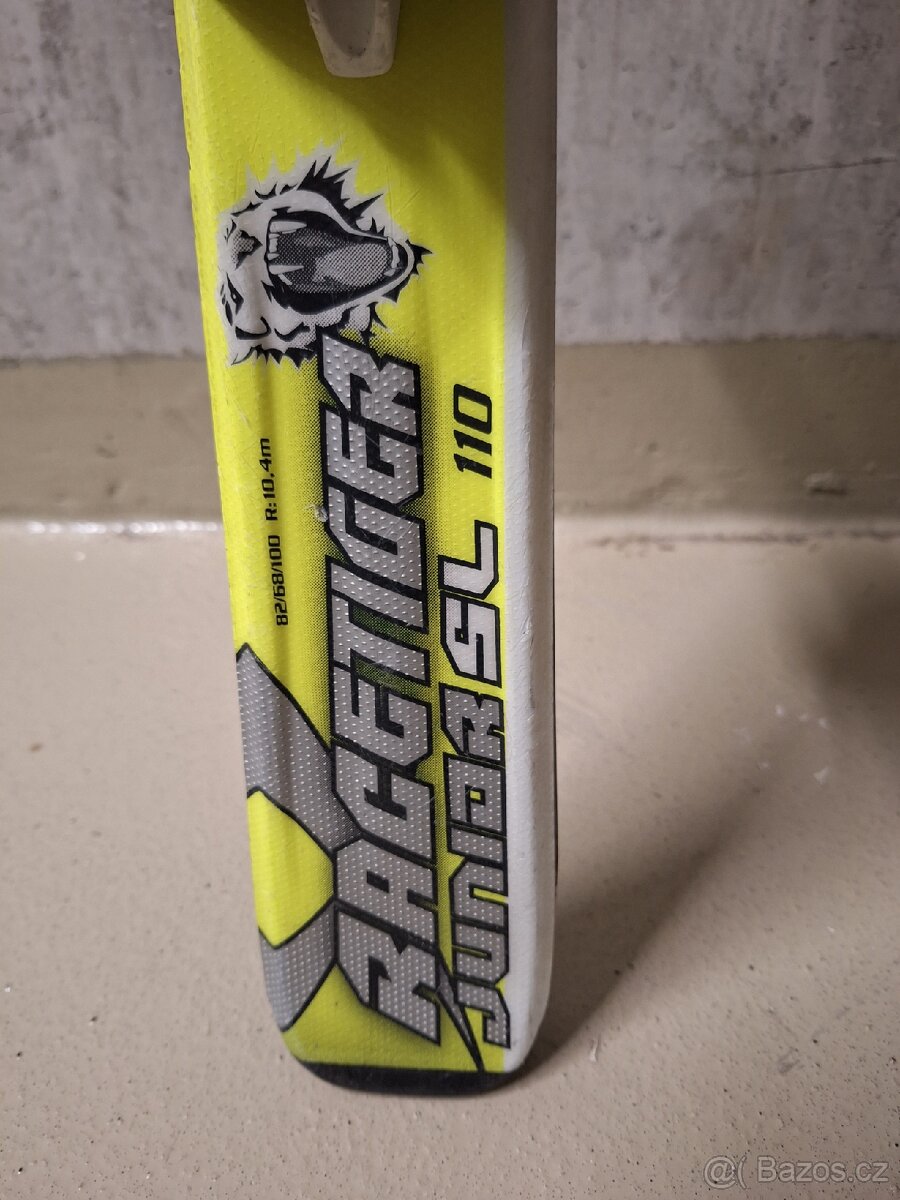 82/68/100 R:10.4m
RACETIGER
JUNIOR SL 110
@( Bazos.cz